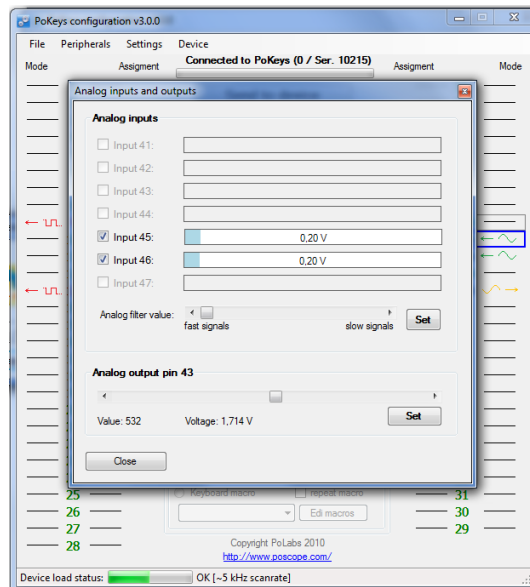 PoKeys configuration v3.0.0
File Peripherals Settings Device
Mode Assigment Connected to PoKeys (0 / Ser. 10215) Assigment Mode
Analog inputs and outputs
Analog inputs
Input 41:
Input 42:
Input 43:
Input 44:
Input 45: 0,20 V
Input 46: 0,20 V
Input 47:
Analog filter value: Set
fast signals slow signals
Analog output pin 43
Value: 532 Voltage: 1,714 V Set
Close
25 Keyboard macro repeat macro 31
26 Edi macros 30
27 29
28 Copyright PoLabs 2010
http://www.poscope.com/
Device load status: OK [~5 kHz scanrate]